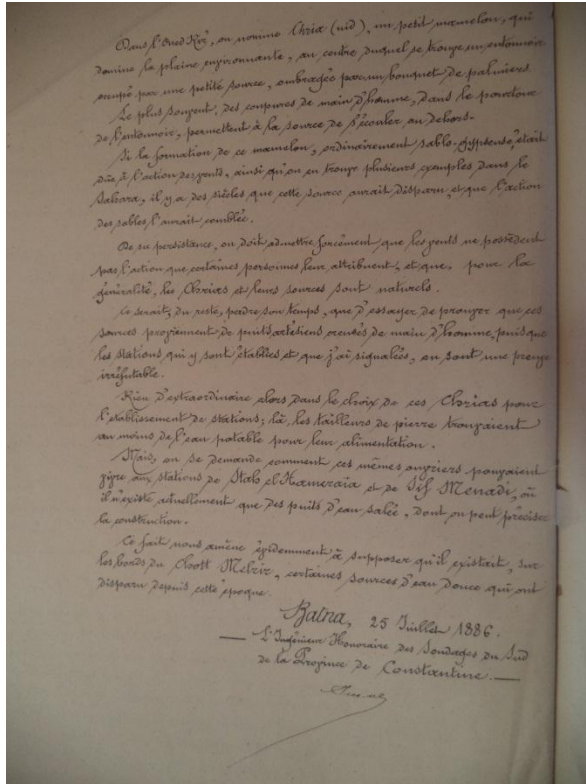 Dans l'Oued Rir', on nomme Chria (nid), un petit mamelon, qui
domine la plaine environnante, au centre duquel se trouve un entonnoir
occupé par une petite source, ombragée par un bouquet de palmiers
Le plus souvent, des coupures de main d'homme, dans le pourtour
de l'entonnoir, permettent à la source de s'écouler au dehors.
Si la formation de ce mamelon, ordinairement sablo-gypseuse, était
due à l'action des vents, ainsi qu'on en trouve plusieurs exemples dans le
Sahara, il y a des siècles que cette source aurait disparu, et que l'action
des sables l'aurait comblée.
De sa persistance, on doit admettre forcément que les vents ne possèdent
pas l'action que certaines personnes leur attribuent, et que, pour la
généralité, les Chrias et leurs sources sont naturels.
Ce serait, du reste, perdre son temps, que d'essayer de prouver que ces
sources proviennent de puits artésiens creusés de main d'homme, puisque
les stations qui y sont établies et que j'ai signalées, en sont une preuve
irréfutable.
Rien d'extraordinaire alors dans le choix de ces Chrias pour
l'établissement de stations; là, les tailleurs de pierre trouvaient
au moins de l'eau potable pour leur alimentation.
Mais, on se demande comment ces mêmes ouvriers pouvaient
vivre aux stations de Stah el Hameraïa et de Sif Menadi, où
il n'existe actuellement que des puits d'eau salée, dont on peut préciser
la construction.
Ce fait nous amène évidemment à supposer qu'il existait, sur
les bords du Chott Melrir, certaines sources d'eau douce qui ont
disparu depuis cette époque.
Batna, 25 Juillet 1886.
L'Ingénieur Honoraire des Sondages du Sud
de la Province de Constantine.